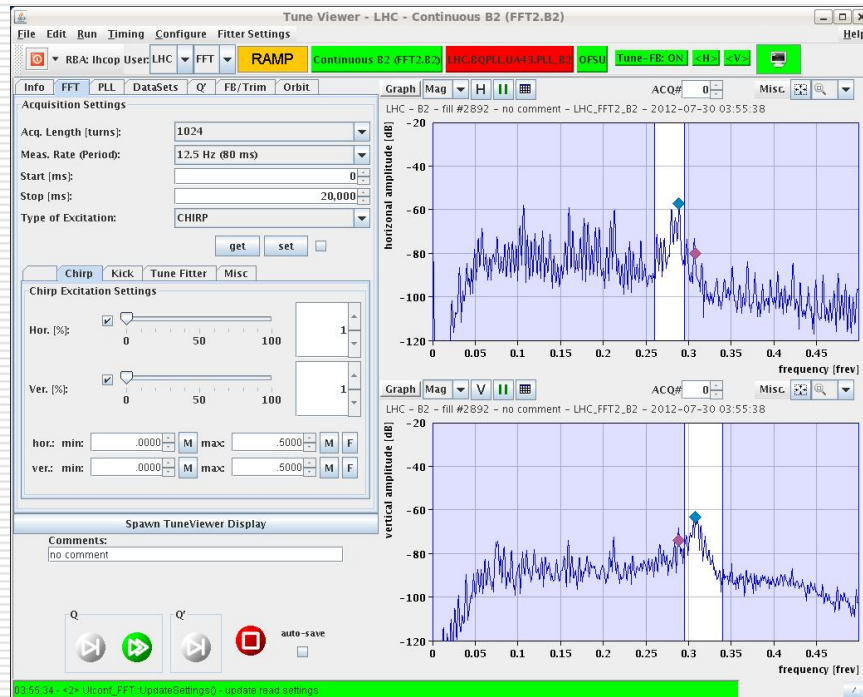 Tune Viewer - LHC - Continuous B2 (FFT2.B2)
File Edit Run Timing Configure Fitter Settings Help
RBA: lhcop User: LHC FFT RAMP Continuous B2 (FFT2.B2) LHC.BQPLL.UA43.PLL_B2 OFSU Tune-FB: ON <H> <V>
Info FFT PLL DataSets Q' FB/Trim Orbit
Acquisition Settings
Acq. Length [turns]: 1024
Meas. Rate (Period): 12.5 Hz (80 ms)
Start [ms]: 0
Stop [ms]: 20,000
Type of Excitation: CHIRP
get set
Chirp Kick Tune Fitter Misc
Chirp Excitation Settings
Hor. [%]: 1
0 50 100
Ver. [%]: 1
0 50 100
hor.: min: .0000 M max: .5000 M F
ver.: min: .0000 M max: .5000 M F
Spawn TuneViewer Display
Comments:
no comment
Q Q' auto-save
03:55:34 - <2> UIconf_FFT::UpdateSettings() - update read settings
Graph Mag H ACQ# 0 Misc.
LHC - B2 - fill #2892 - no comment - LHC_FFT2_B2 - 2012-07-30 03:55:38
horizonal amplitude [dB]
-20
-40
-60
-80
-100
-120
0 0.05 0.1 0.15 0.2 0.25 0.3 0.35 0.4 0.45
frequency [frev]
Graph Mag V ACQ# 0 Misc.
LHC - B2 - fill #2892 - no comment - LHC_FFT2_B2 - 2012-07-30 03:55:38
vertical amplitude [dB]
-20
-40
-60
-80
-100
-120
0 0.05 0.1 0.15 0.2 0.25 0.3 0.35 0.4 0.45
frequency [frev]